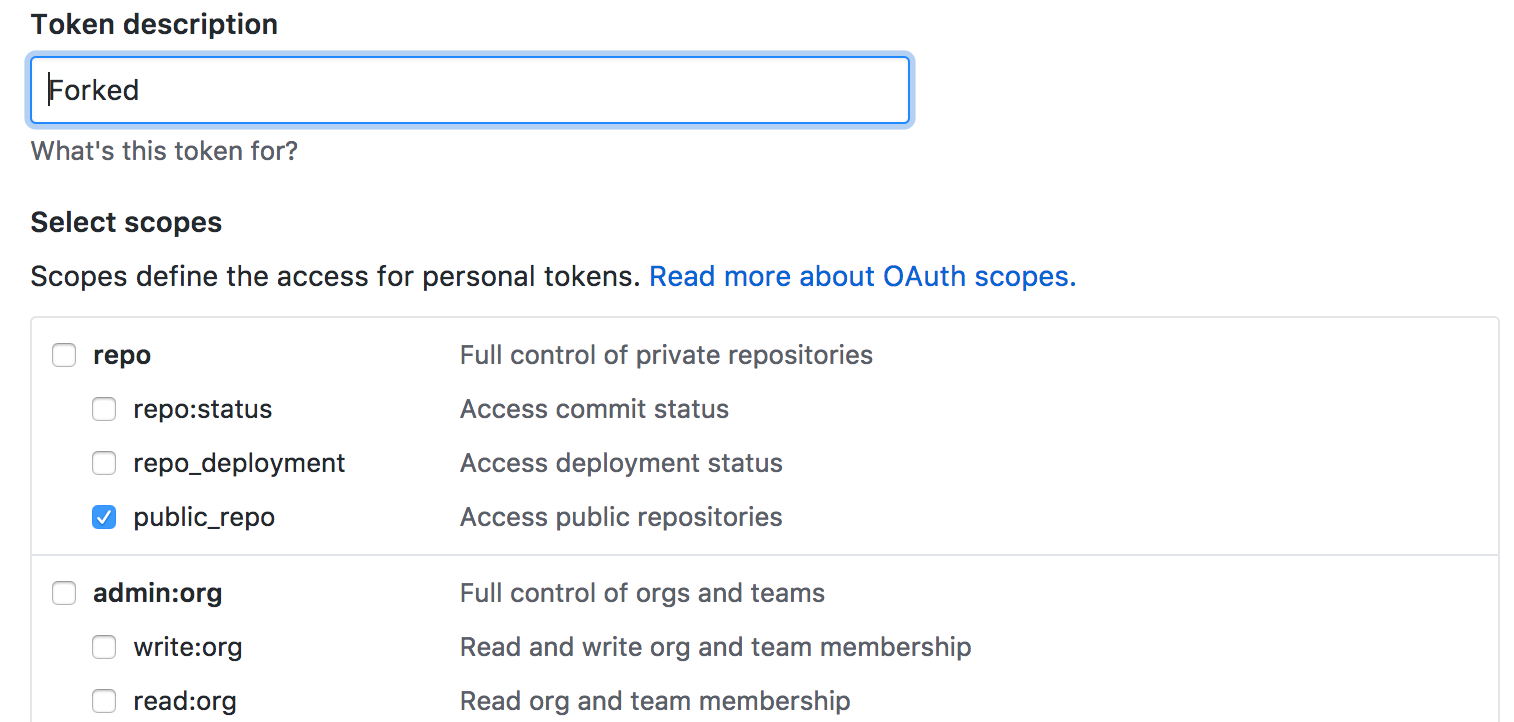 Token description
Forked
What's this token for?
Select scopes
Scopes define the access for personal tokens. Read more about OAuth scopes.
repo Full control of private repositories
repo:status Access commit status
repo_deployment Access deployment status
public_repo Access public repositories
admin:org Full control of orgs and teams
write:org Read and write org and team membership
read:org Read org and team membership